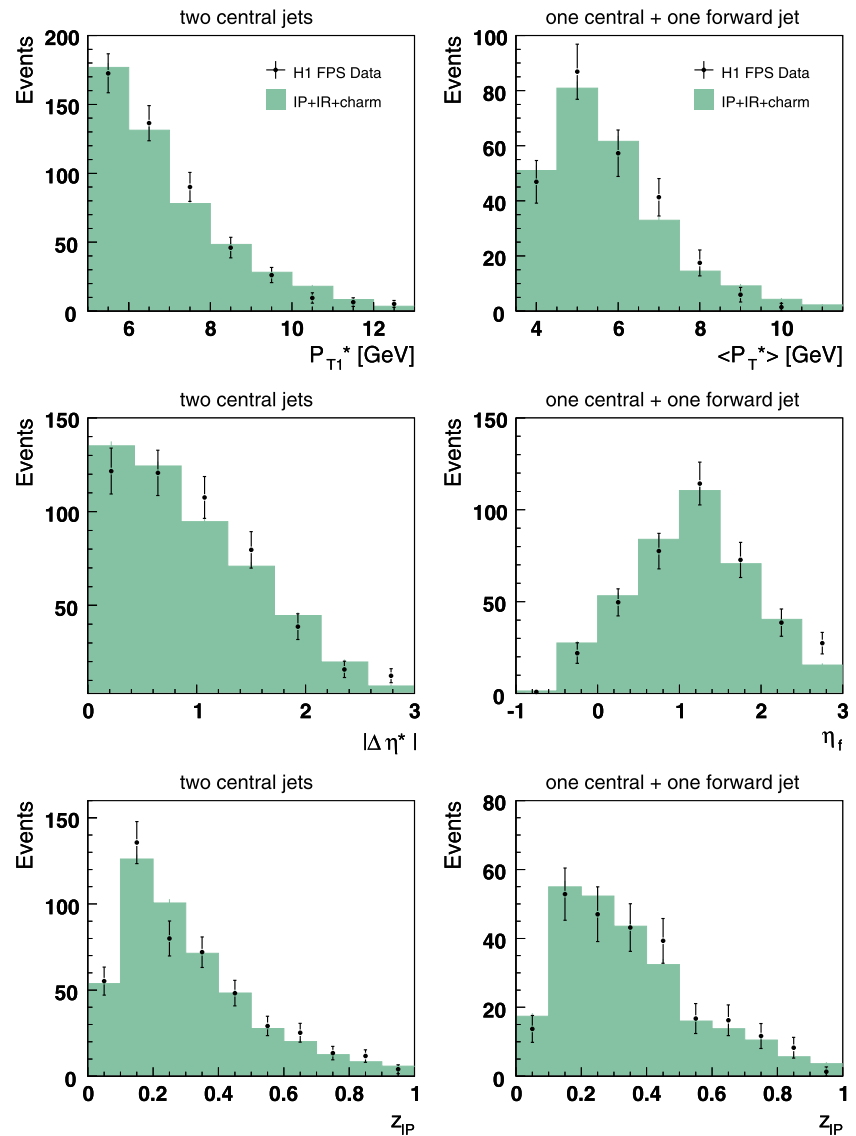 two central jets
200
150
100
50
0
Events
H1 FPS Data
IP+IR+charm
6 8 10 12
P_T1* [GeV]
one central + one forward jet
100
80
60
40
20
0
Events
H1 FPS Data
IP+IR+charm
4 6 8 10
<P_T*> [GeV]
two central jets
150
100
50
Events
0 1 2 3
|Δ η* |
one central + one forward jet
150
100
50
0
Events
-1 0 1 2 3
η_f
two central jets
150
100
50
0
Events
0 0.2 0.4 0.6 0.8 1
z_IP
one central + one forward jet
80
60
40
20
0
Events
0 0.2 0.4 0.6 0.8 1
z_IP